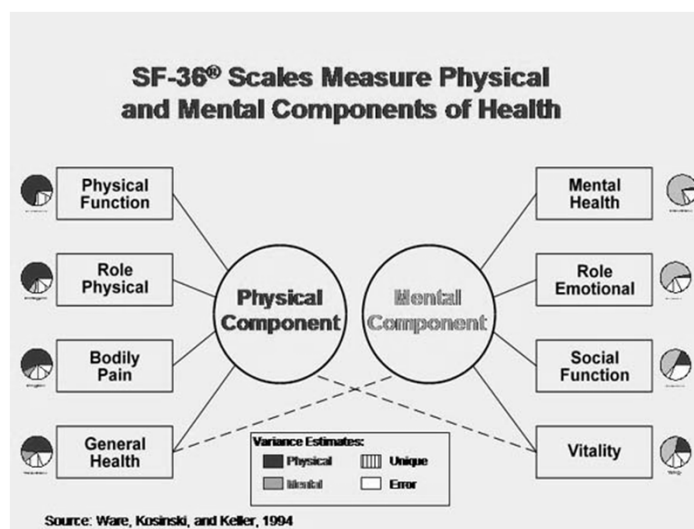 SF-36® Scales Measure Physical
and Mental Components of Health
Physical
Function
Mental
Health
Role
Physical
Role
Emotional
Physical
Component
Mental
Component
Bodily
Pain
Social
Function
General
Health
Vitality
Variance Estimates:
Physical
Unique
Mental
Error
Source: Ware, Kosinski, and Keller, 1994